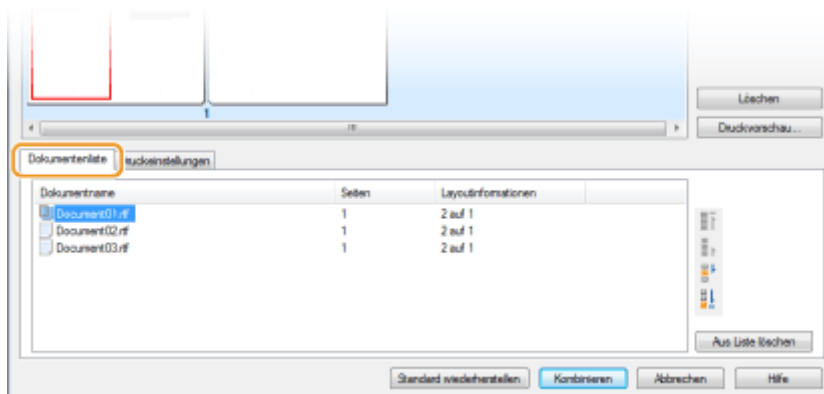 Löschen
1
Druckvorschau...
Dokumentenliste
ruckeinstellungen
Dokumentname Seiten Layoutinformationen
Document01.rtf 1 2 auf 1
Document02.rtf 1 2 auf 1
Document03.rtf 1 2 auf 1
Aus Liste löschen
Standard wiederherstellen Kombinieren Abbrechen Hilfe